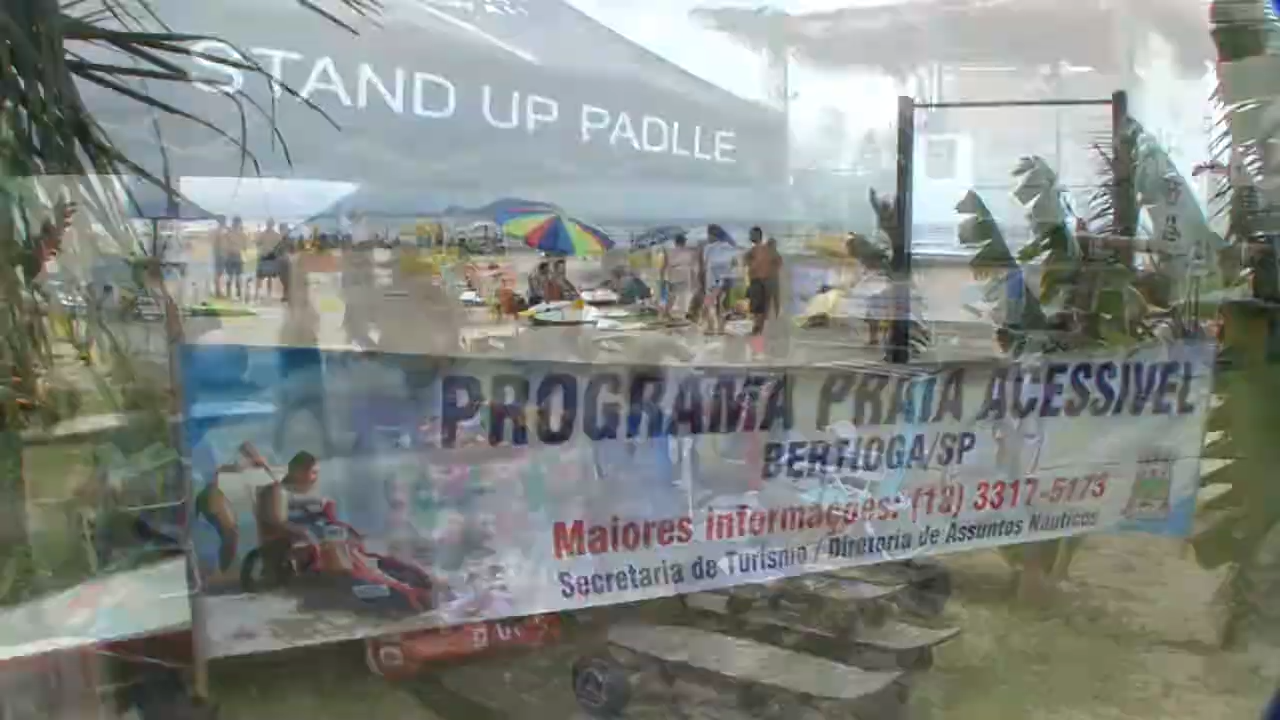 STAND UP PADLLE
PROGRAMA PRAIA ACESSIVEL
BERTIOGA/SP
Maiores informações: (13) 3317-5173
Secretaria de Turismo / Diretoria de Assuntos Náuticos